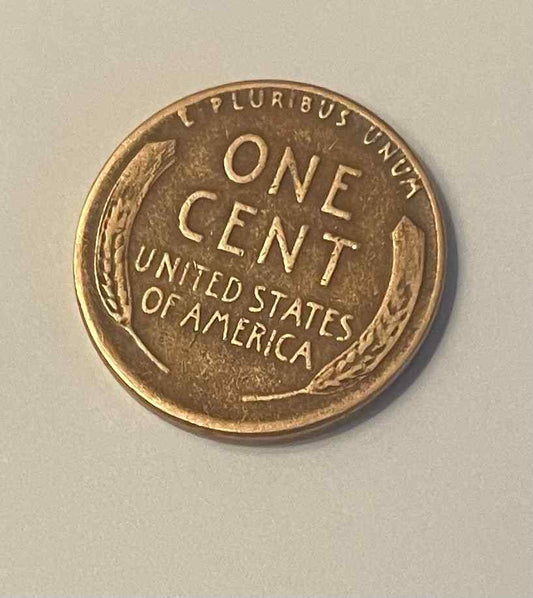 E PLURIBUS UNUM
ONE
CENT
UNITED STATES
OF AMERICA